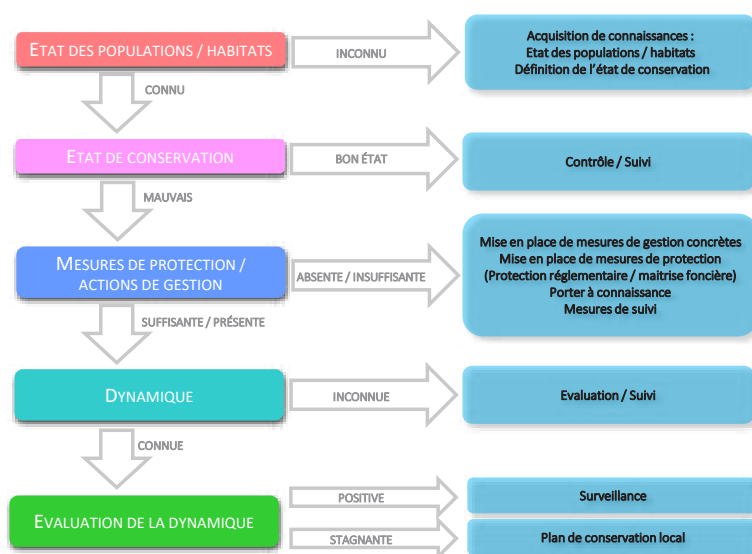 ETAT DES POPULATIONS / HABITATS
INCONNU
Acquisition de connaissances :
Etat des populations / habitats
Définition de l'état de conservation
CONNU
ETAT DE CONSERVATION
BON ÉTAT
Contrôle / Suivi
MAUVAIS
MESURES DE PROTECTION /
ACTIONS DE GESTION
ABSENTE / INSUFFISANTE
Mise en place de mesures de gestion concrètes
Mise en place de mesures de protection
(Protection réglementaire / maitrise foncière)
Porter à connaissance
Mesures de suivi
SUFFISANTE / PRÉSENTE
DYNAMIQUE
INCONNUE
Evaluation / Suivi
CONNUE
EVALUATION DE LA DYNAMIQUE
POSITIVE
Surveillance
STAGNANTE
Plan de conservation local